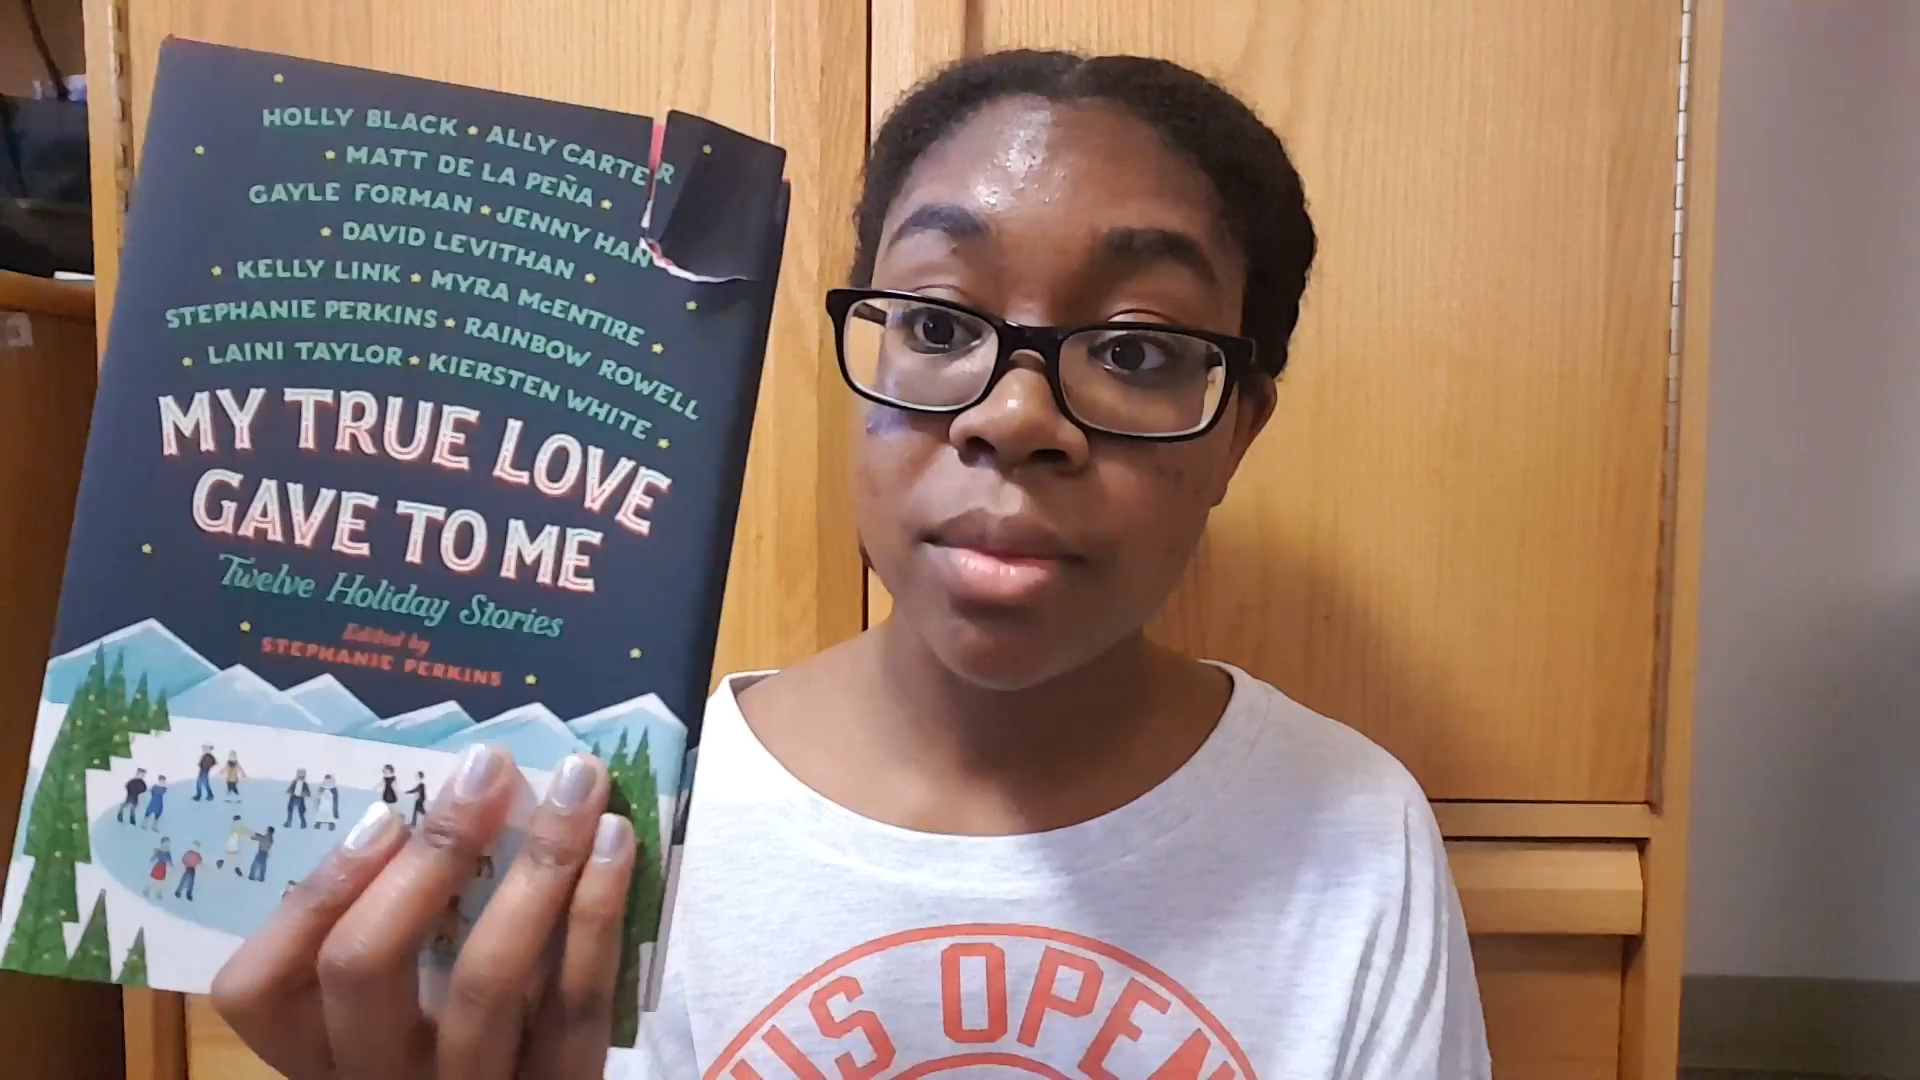 HOLLY BLACK • ALLY CARTER
• MATT DE LA PEÑA •
GAYLE FORMAN • JENNY HAN
• DAVID LEVITHAN •
KELLY LINK • MYRA McENTIRE •
STEPHANIE PERKINS • RAINBOW ROWELL
• LAINI TAYLOR • KIERSTEN WHITE •
MY TRUE LOVE
GAVE TO ME
Twelve Holiday Stories
Edited by
STEPHANIE PERKINS
US OPEN